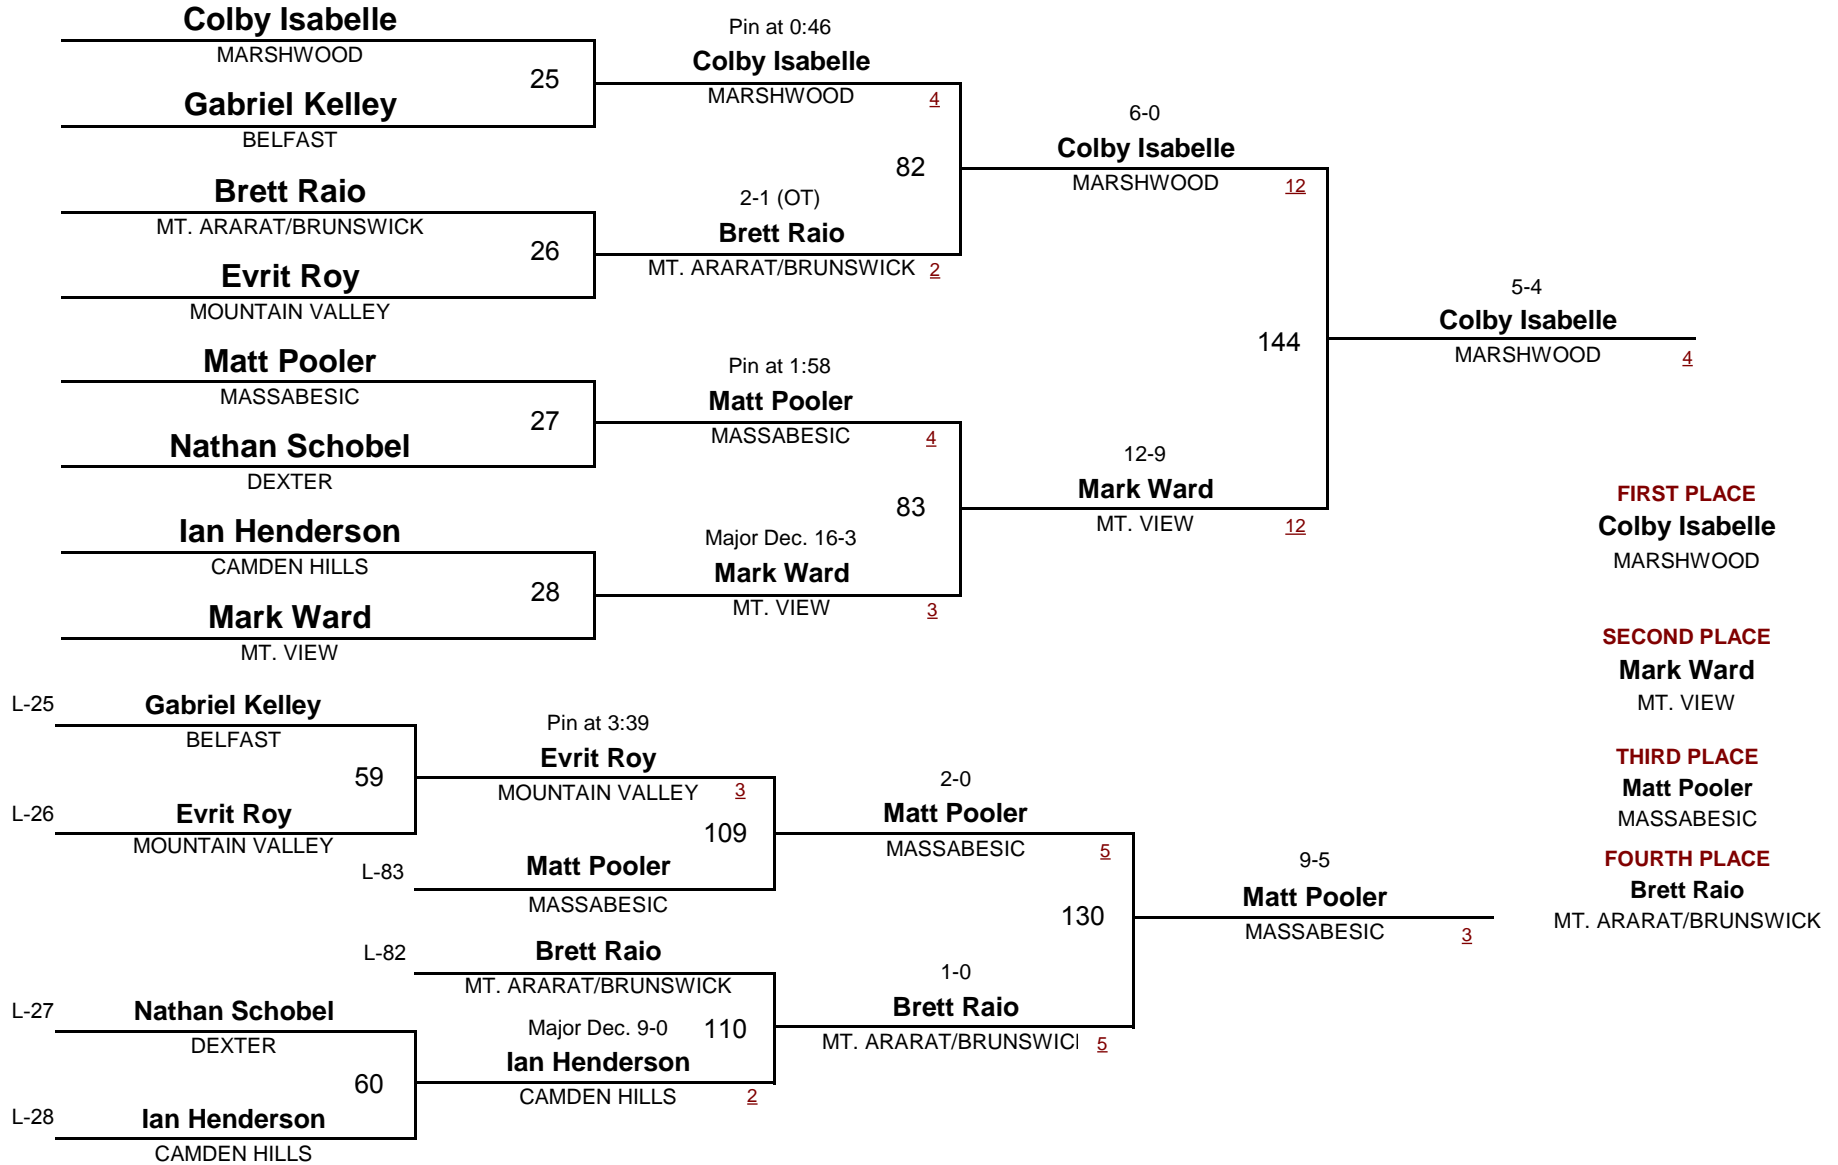 Colby Isabelle
MARSHWOOD
25
Gabriel Kelley
BELFAST
Brett Raio
MT. ARARAT/BRUNSWICK
26
Evrit Roy
MOUNTAIN VALLEY
Matt Pooler
MASSABESIC
27
Nathan Schobel
DEXTER
Ian Henderson
CAMDEN HILLS
28
Mark Ward
MT. VIEW
Pin at 0:46
Colby Isabelle
MARSHWOOD 4
82
2-1 (OT)
Brett Raio
MT. ARARAT/BRUNSWICK 2
Pin at 1:58
Matt Pooler
MASSABESIC 4
83
Major Dec. 16-3
Mark Ward
MT. VIEW 3
6-0
Colby Isabelle
MARSHWOOD 12
144
12-9
Mark Ward
MT. VIEW 12
5-4
Colby Isabelle
MARSHWOOD 4
FIRST PLACE
Colby Isabelle
MARSHWOOD
SECOND PLACE
Mark Ward
MT. VIEW
THIRD PLACE
Matt Pooler
MASSABESIC
FOURTH PLACE
Brett Raio
MT. ARARAT/BRUNSWICK
L-25 Gabriel Kelley
BELFAST
59
L-26 Evrit Roy
MOUNTAIN VALLEY
Pin at 3:39
Evrit Roy
MOUNTAIN VALLEY 3
109
L-83 Matt Pooler
MASSABESIC
L-82 Brett Raio
MT. ARARAT/BRUNSWICK
L-27 Nathan Schobel
DEXTER
60
L-28 Ian Henderson
CAMDEN HILLS
Major Dec. 9-0 110
Ian Henderson
CAMDEN HILLS 2
2-0
Matt Pooler
MASSABESIC 5
130
1-0
Brett Raio
MT. ARARAT/BRUNSWICI 5
9-5
Matt Pooler
MASSABESIC 3